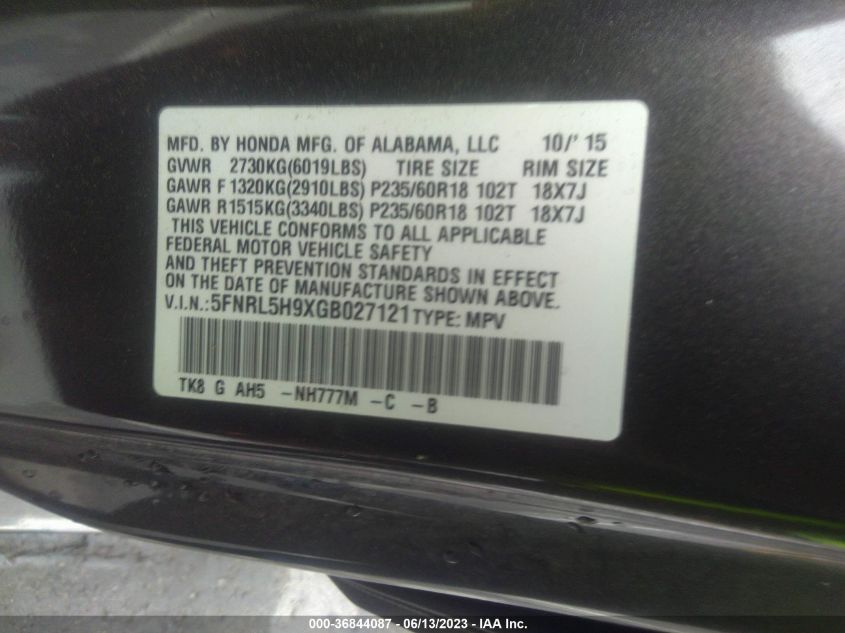 MFD. BY HONDA MFG. OF ALABAMA, LLC 10/'15
GVWR 2730KG(6019LBS) TIRE SIZE RIM SIZE
GAWR F 1320KG(2910LBS) P235/60R18 102T 18X7J
GAWR R1515KG(3340LBS) P235/60R18 102T 18X7J
THIS VEHICLE CONFORMS TO ALL APPLICABLE
FEDERAL MOTOR VEHICLE SAFETY
AND THEFT PREVENTION STANDARDS IN EFFECT
ON THE DATE OF MANUFACTURE SHOWN ABOVE.
V.I.N.:5FNRL5H9XGB027121 TYPE: MPV
TK8 G AH5 -NH777M -C -B
000-36844087 - 06/13/2023 - IAA Inc.